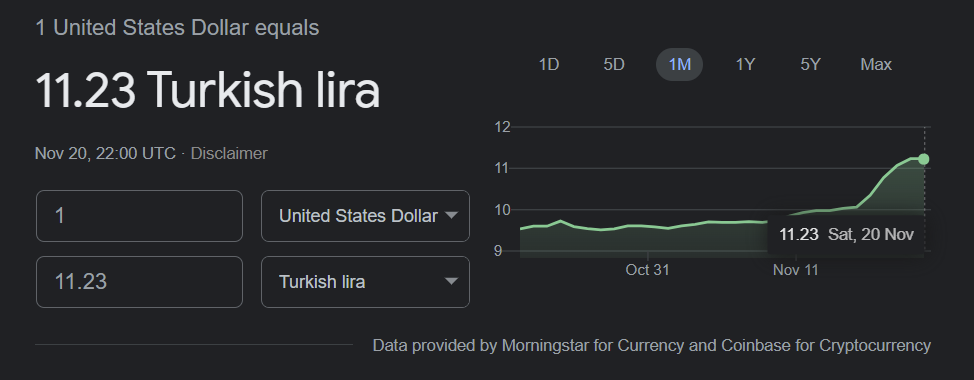 1 United States Dollar equals
11.23 Turkish lira
Nov 20, 22:00 UTC · Disclaimer
1
United States Dollar
11.23
Turkish lira
1D 5D 1M 1Y 5Y Max
12
11
10
9
11.23 Sat, 20 Nov
Oct 31 Nov 11
Data provided by Morningstar for Currency and Coinbase for Cryptocurrency